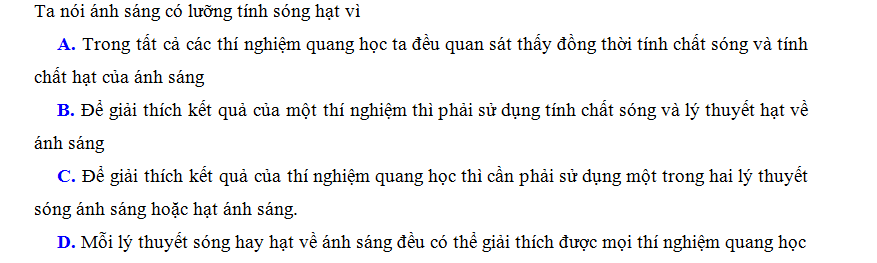 Ta nói ánh sáng có lưỡng tính sóng hạt vì
A. Trong tất cả các thí nghiệm quang học ta đều quan sát thấy đồng thời tính chất sóng và tính
chất hạt của ánh sáng
B. Để giải thích kết quả của một thí nghiệm thì phải sử dụng tính chất sóng và lý thuyết hạt về
ánh sáng
C. Để giải thích kết quả của thí nghiệm quang học thì cần phải sử dụng một trong hai lý thuyết
sóng ánh sáng hoặc hạt ánh sáng.
D. Mỗi lý thuyết sóng hay hạt về ánh sáng đều có thể giải thích được mọi thí nghiệm quang học